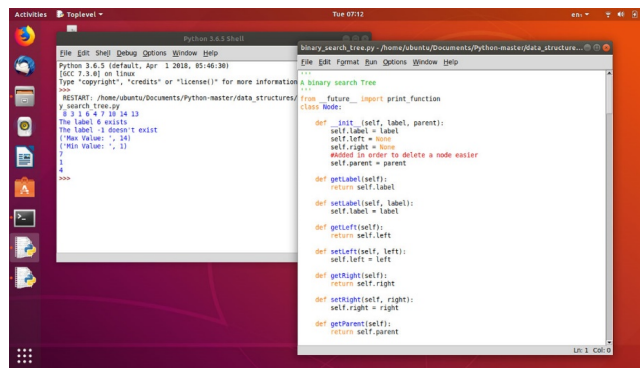 Activities
Toplevel ▾
Tue 07:12
en₁ ▾
Python 3.6.5 Shell
File Edit Shell Debug Options Window Help
Python 3.6.5 (default, Apr 1 2018, 05:46:30)
[GCC 7.3.0] on linux
Type "copyright", "credits" or "license()" for more information
>>>
RESTART: /home/ubuntu/Documents/Python-master/data_structures/
y_search_tree.py
8 3 1 6 4 7 10 14 13
The label 6 exists
The label -1 doesn't exist
('Max Value: ', 14)
('Min Value: ', 1)
7
1
4
>>>
binary_search_tree.py - /home/ubuntu/Documents/Python-master/data_structure...
File Edit Format Run Options Window Help
'''
A binary search Tree
'''
from __future__ import print_function
class Node:
def __init__(self, label, parent):
self.label = label
self.left = None
self.right = None
#Added in order to delete a node easier
self.parent = parent
def getLabel(self):
return self.label
def setLabel(self, label):
self.label = label
def getLeft(self):
return self.left
def setLeft(self, left):
self.left = left
def getRight(self):
return self.right
def setRight(self, right):
self.right = right
def getParent(self):
return self.parent
Ln: 1 Col: 0